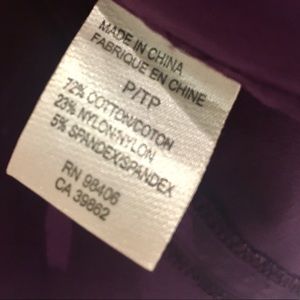 MADE IN CHINA
FABRIQUE EN CHINE
P/TP
72% COTTON/COTON
23% NYLON/NYLON
5% SPANDEX/SPANDEX
RN 98406
CA 39862